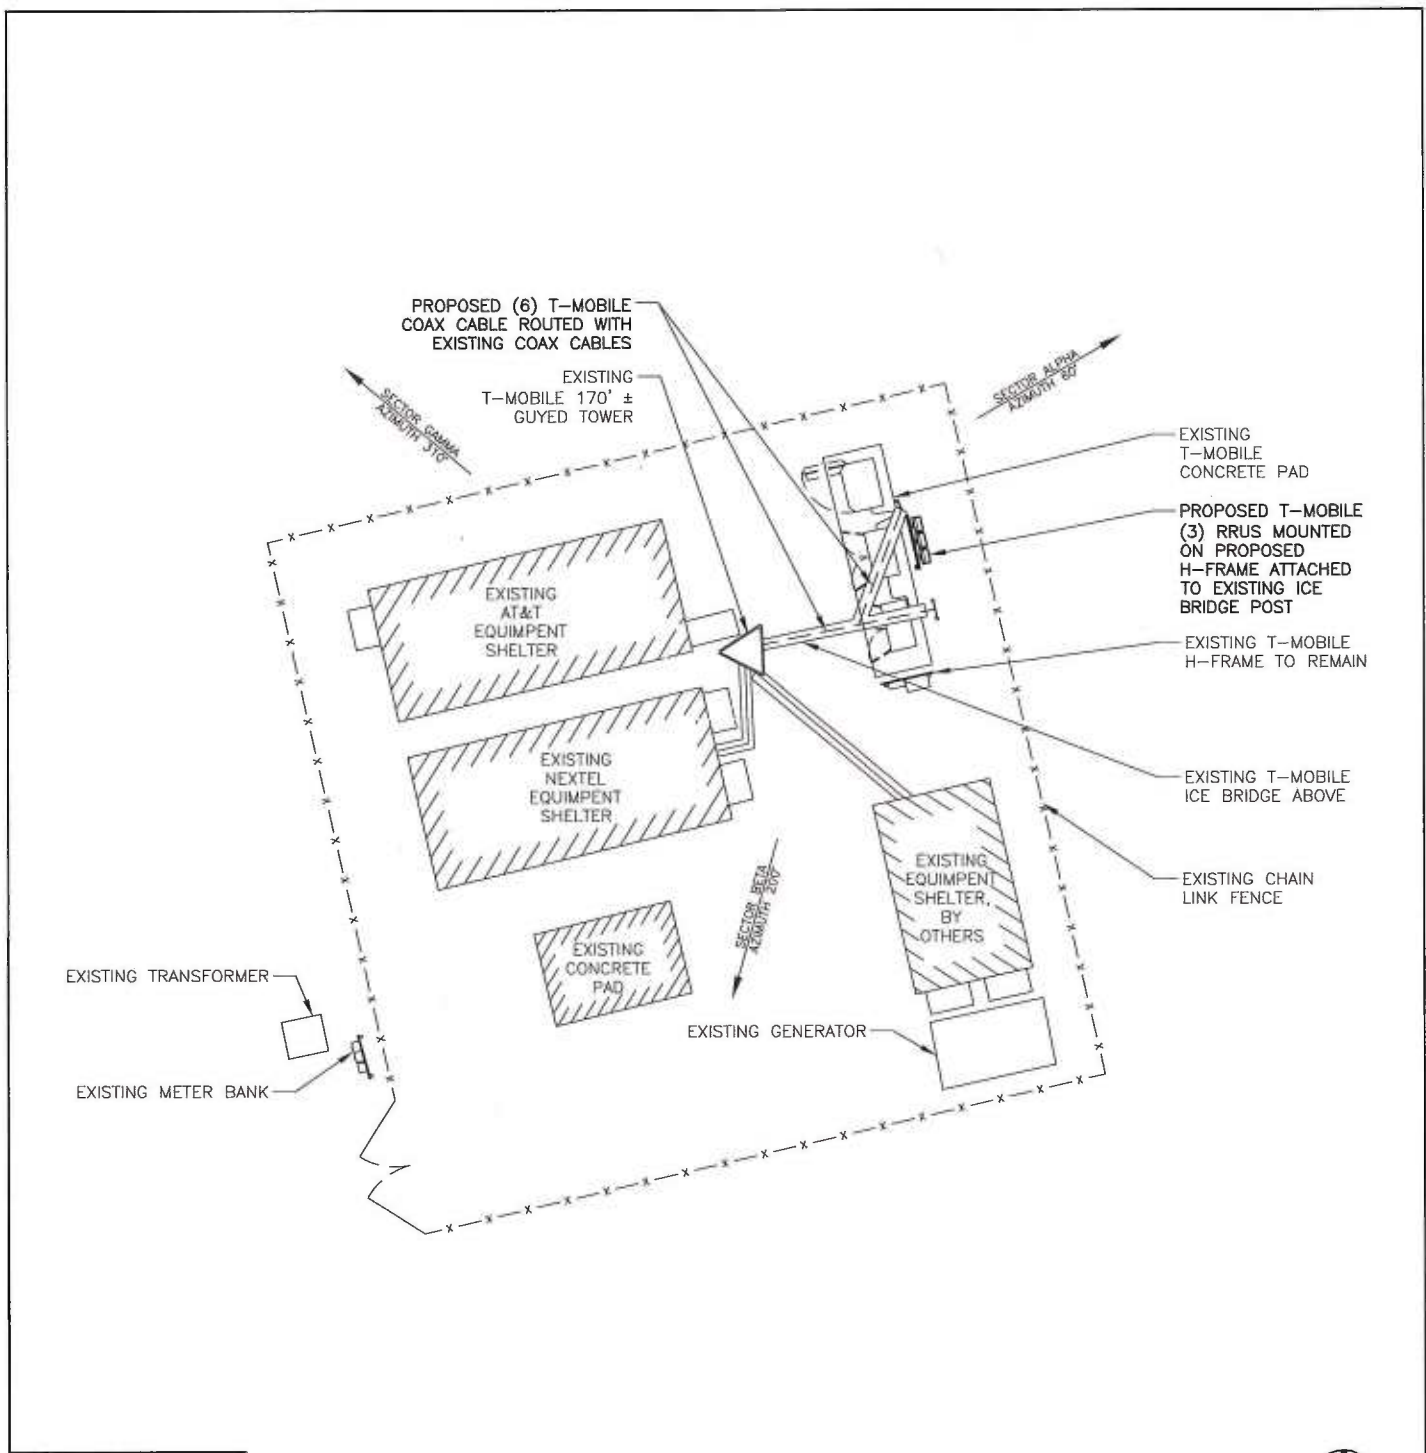 PROPOSED (6) T-MOBILE
COAX CABLE ROUTED WITH
EXISTING COAX CABLES
EXISTING
T-MOBILE 170' ±
GUYED TOWER
SECTOR GAMMA
AZIMUTH 310°
SECTOR ALPHA
AZIMUTH 60°
EXISTING
T-MOBILE
CONCRETE PAD
PROPOSED T-MOBILE
(3) RRUS MOUNTED
ON PROPOSED
H-FRAME ATTACHED
TO EXISTING ICE
BRIDGE POST
EXISTING T-MOBILE
H-FRAME TO REMAIN
EXISTING T-MOBILE
ICE BRIDGE ABOVE
EXISTING CHAIN
LINK FENCE
EXISTING
AT&T
EQUIMPENT
SHELTER
EXISTING
NEXTEL
EQUIMPENT
SHELTER
EXISTING
EQUIMPENT
SHELTER,
BY
OTHERS
SECTOR BETA
AZIMUTH 200°
EXISTING
CONCRETE
PAD
EXISTING TRANSFORMER
EXISTING GENERATOR
EXISTING METER BANK